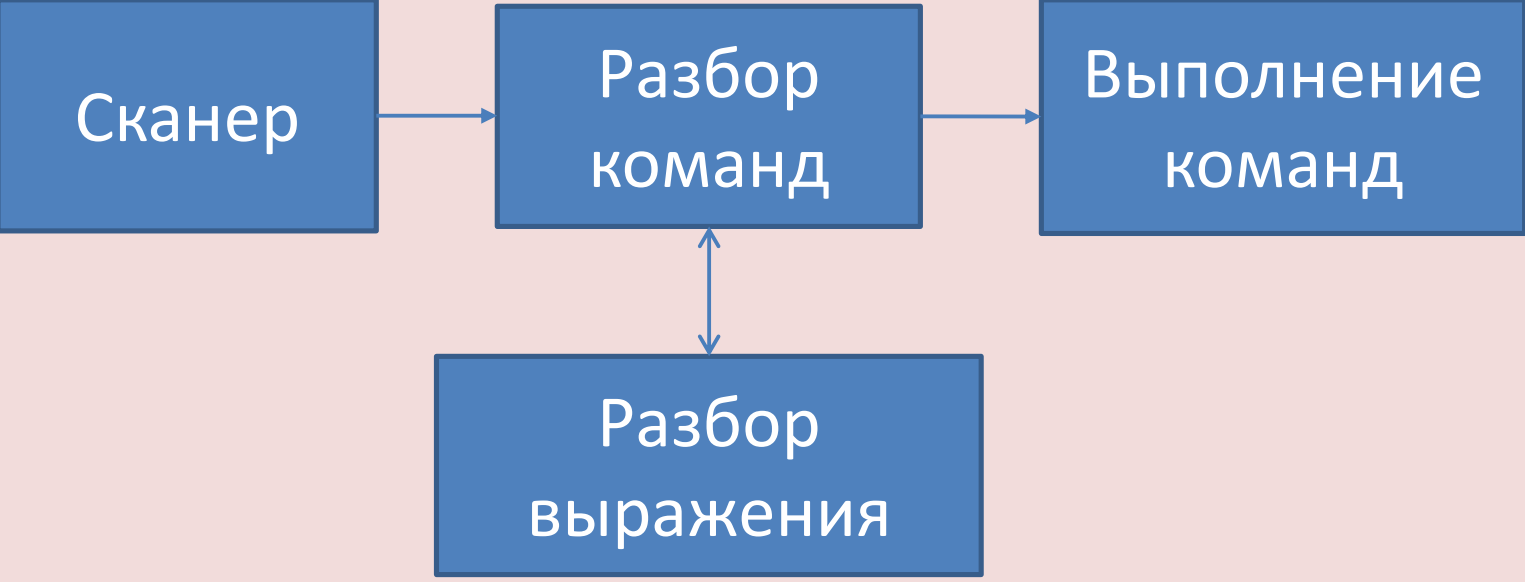 Сканер
Разбор
команд
Выполнение
команд
Разбор
выражения